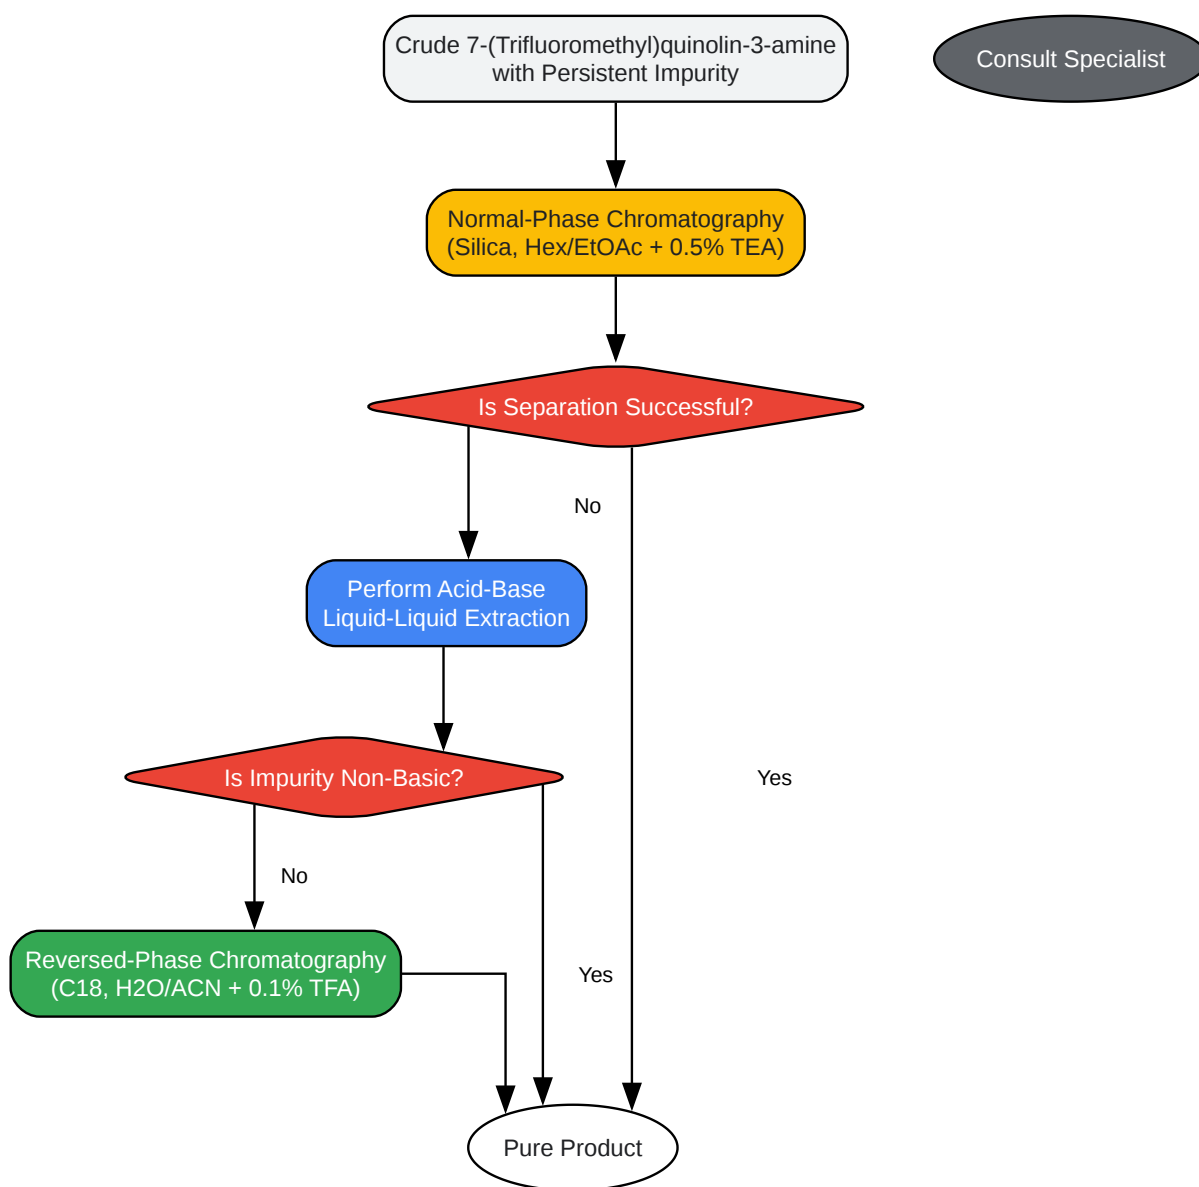 Crude 7-(Trifluoromethyl)quinolin-3-amine
with Persistent Impurity
Consult Specialist
Normal-Phase Chromatography
(Silica, Hex/EtOAc + 0.5% TEA)
Is Separation Successful?
No
Perform Acid-Base
Liquid-Liquid Extraction
Is Impurity Non-Basic?
Yes
No
Reversed-Phase Chromatography
(C18, H2O/ACN + 0.1% TFA)
Yes
Pure Product